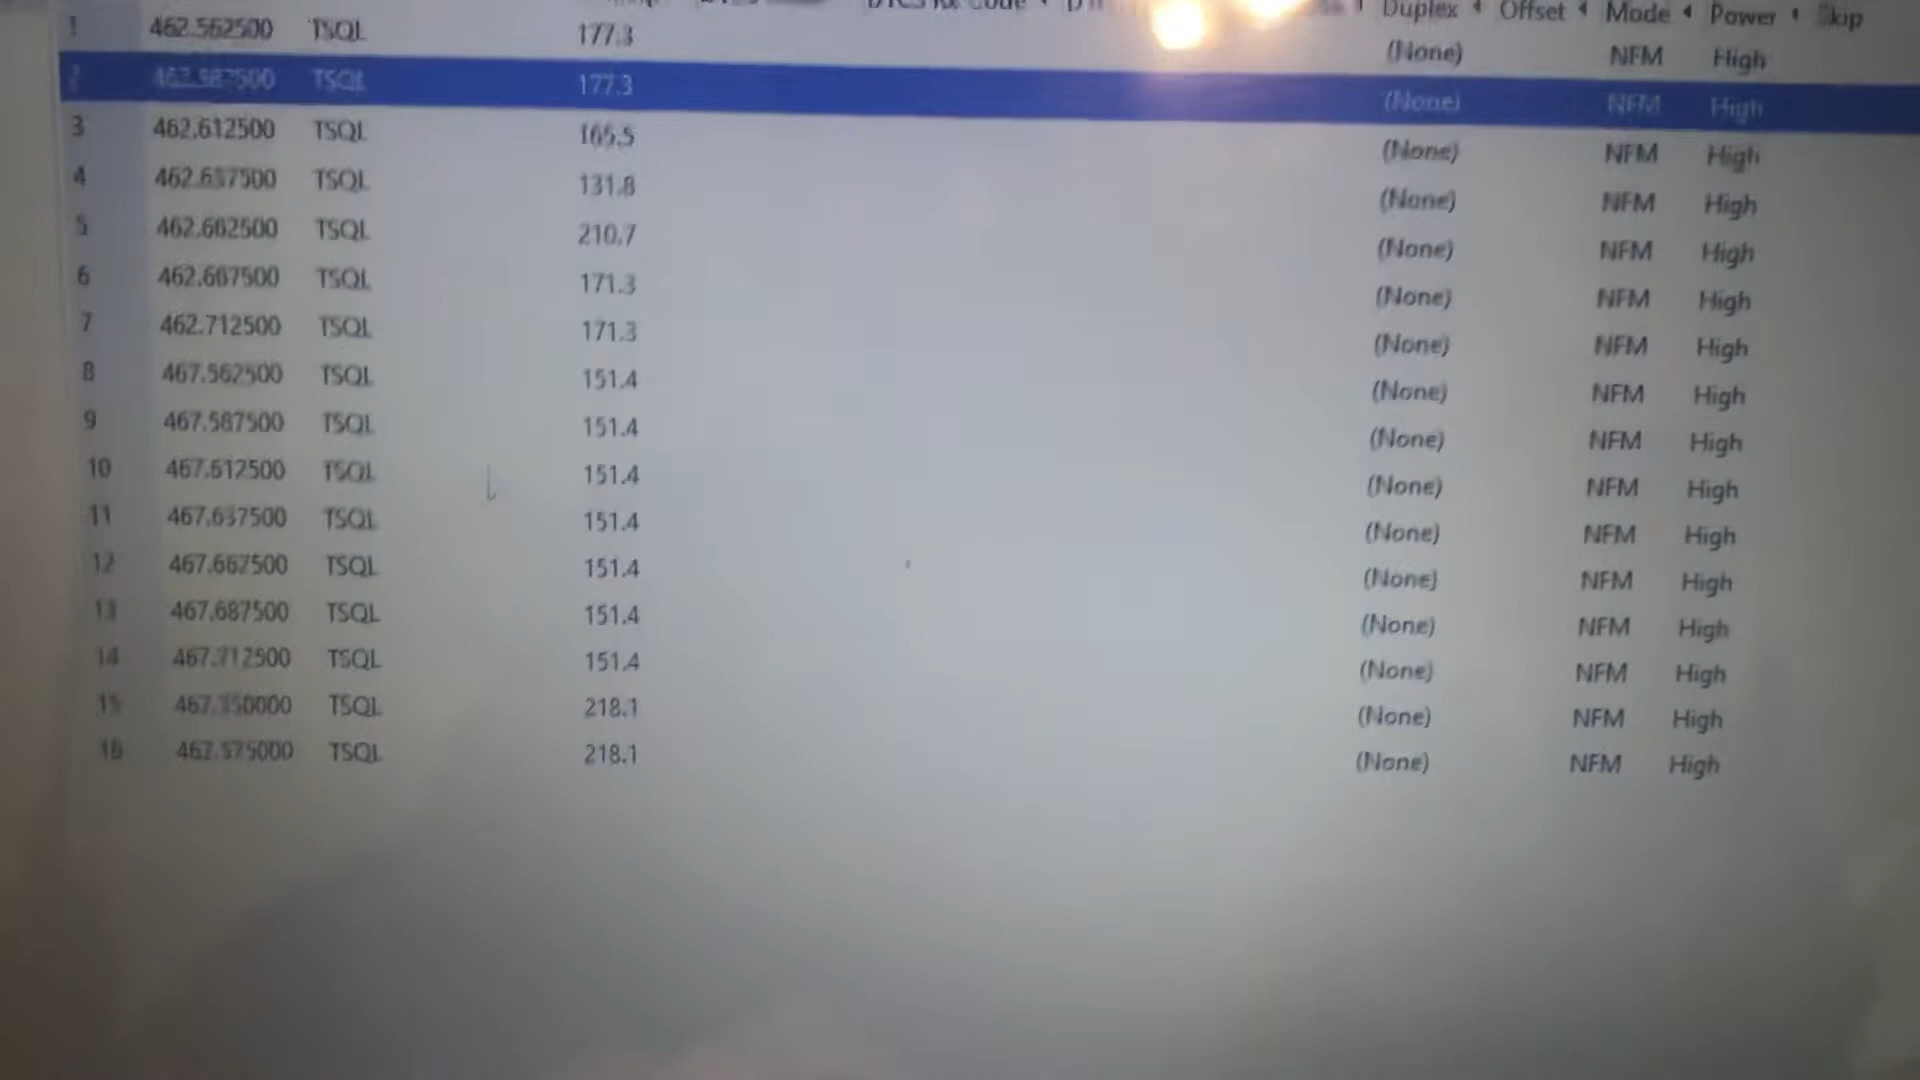 DTCS Rx Code Duplex Offset Mode Power Skip
1 462.562500 TSQL 177.3 (None) NFM High
2 462.587500 TSQL 177.3 (None) NFM High
3 462.612500 TSQL 165.5 (None) NFM High
4 462.637500 TSQL 131.8 (None) NFM High
5 462.662500 TSQL 210.7 (None) NFM High
6 462.687500 TSQL 171.3 (None) NFM High
7 462.712500 TSQL 171.3 (None) NFM High
8 467.562500 TSQL 151.4 (None) NFM High
9 467.587500 TSQL 151.4 (None) NFM High
10 467.612500 TSQL 151.4 (None) NFM High
11 467.637500 TSQL 151.4 (None) NFM High
12 467.662500 TSQL 151.4 (None) NFM High
13 467.687500 TSQL 151.4 (None) NFM High
14 467.712500 TSQL 151.4 (None) NFM High
15 TSQL 218.1 (None) NFM High
16 462.575000 TSQL 218.1 (None) NFM High